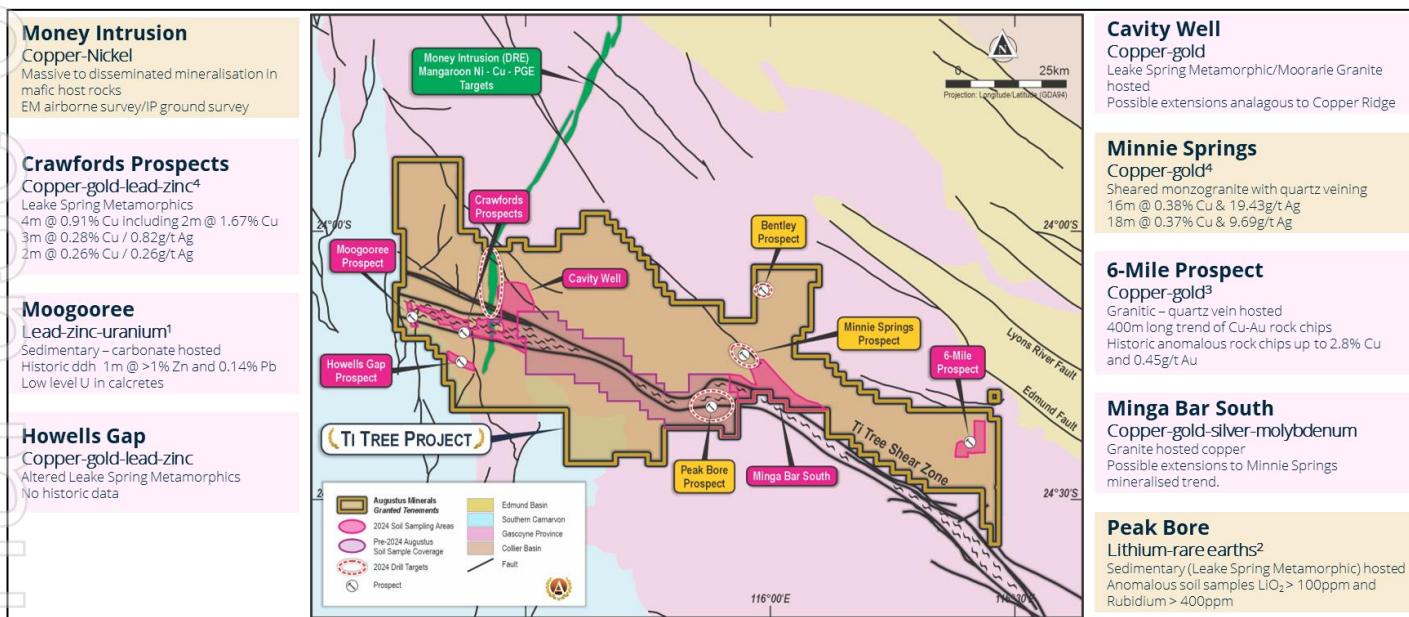 Money Intrusion
Copper-Nickel
Massive to disseminated mineralisation in
mafic host rocks
EM airborne survey/IP ground survey
Crawfords Prospects
Copper-gold-lead-zinc⁴
Leake Spring Metamorphics
4m @ 0.91% Cu including 2m @ 1.67% Cu
3m @ 0.28% Cu / 0.82g/t Ag
2m @ 0.26% Cu / 0.26g/t Ag
Moogooree
Lead-zinc-uranium¹
Sedimentary – carbonate hosted
Historic ddh 1m @ >1% Zn and 0.14% Pb
Low level U in calcretes
Howells Gap
Copper-gold-lead-zinc
Altered Leake Spring Metamorphics
No historic data
Money Intrusion (DRE)
Mangaroon Ni - Cu - PGE
Targets
N
0 25km
Projection: Longitude/Latitude (GDA94)
Crawfords
Prospects
24°00'S
24°00'S
Moogooree
Prospect
Bentley
Prospect
Cavity Well
Minnie Springs
Prospect
Lyons River Fault
Edmund Fault
Howells Gap
Prospect
6-Mile
Prospect
TI TREE PROJECT
Ti Tree Shear Zone
Peak Bore
Prospect
Minga Bar South
24°30'S
Augustus Minerals
Granted Tenements
2024 Soil Sampling Areas
Pre-2024 Augustus
Soil Sample Coverage
2024 Drill Targets
Prospect
Edmund Basin
Southern Carnarvon
Gascoyne Province
Collier Basin
Fault
116°00'E
116°30'E
Cavity Well
Copper-gold
Leake Spring Metamorphic/Moorarie Granite
hosted
Possible extensions analagous to Copper Ridge
Minnie Springs
Copper-gold⁴
Sheared monzogranite with quartz veining
16m @ 0.38% Cu & 19.43g/t Ag
18m @ 0.37% Cu & 9.69g/t Ag
6-Mile Prospect
Copper-gold³
Granitic – quartz vein hosted
400m long trend of Cu-Au rock chips
Historic anomalous rock chips up to 2.8% Cu
and 0.45g/t Au
Minga Bar South
Copper-gold-silver-molybdenum
Granite hosted copper
Possible extensions to Minnie Springs
mineralised trend.
Peak Bore
Lithium-rare earths²
Sedimentary (Leake Spring Metamorphic) hosted
Anomalous soil samples LiO₂ > 100ppm and
Rubidium > 400ppm